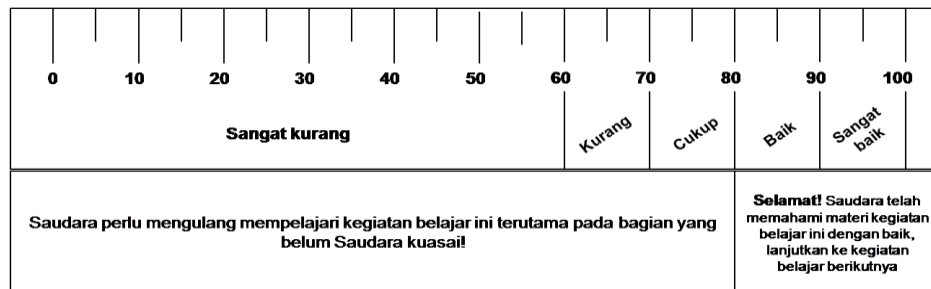 0 10 20 30 40 50 60 70 80 90 100
Sangat kurang
Kurang
Cukup
Baik
Sangat
baik
Saudara perlu mengulang mempelajari kegiatan belajar ini terutama pada bagian yang
belum Saudara kuasai!
Selamat! Saudara telah
memahami materi kegiatan
belajar ini dengan baik,
lanjutkan ke kegiatan
belajar berikutnya